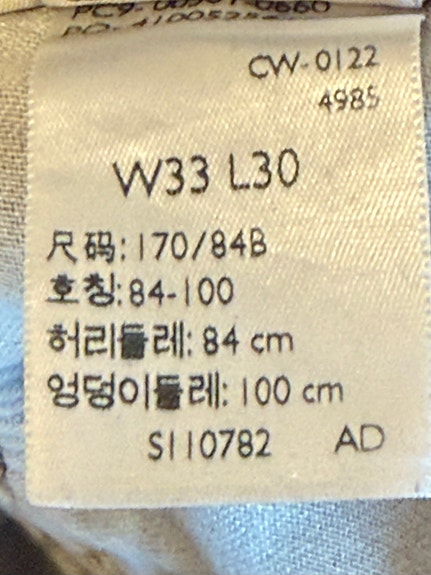 CW-0122
4985
W33 L30
尺码: 170/84B
호칭: 84-100
허리둘레: 84 cm
엉덩이둘레: 100 cm
S110782 AD